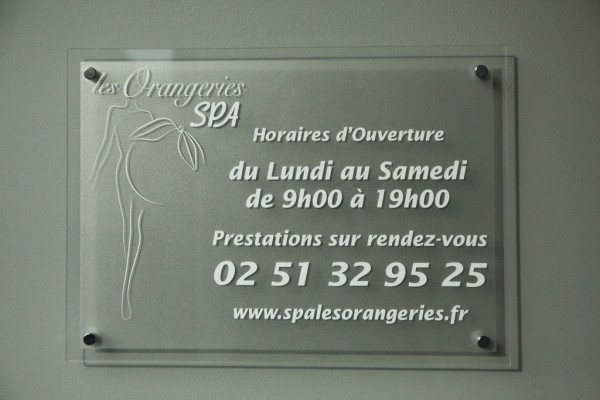 les Orangeries
SPA
Horaires d'Ouverture
du Lundi au Samedi
de 9h00 à 19h00
Prestations sur rendez-vous
02 51 32 95 25
www.spalesorangeries.fr